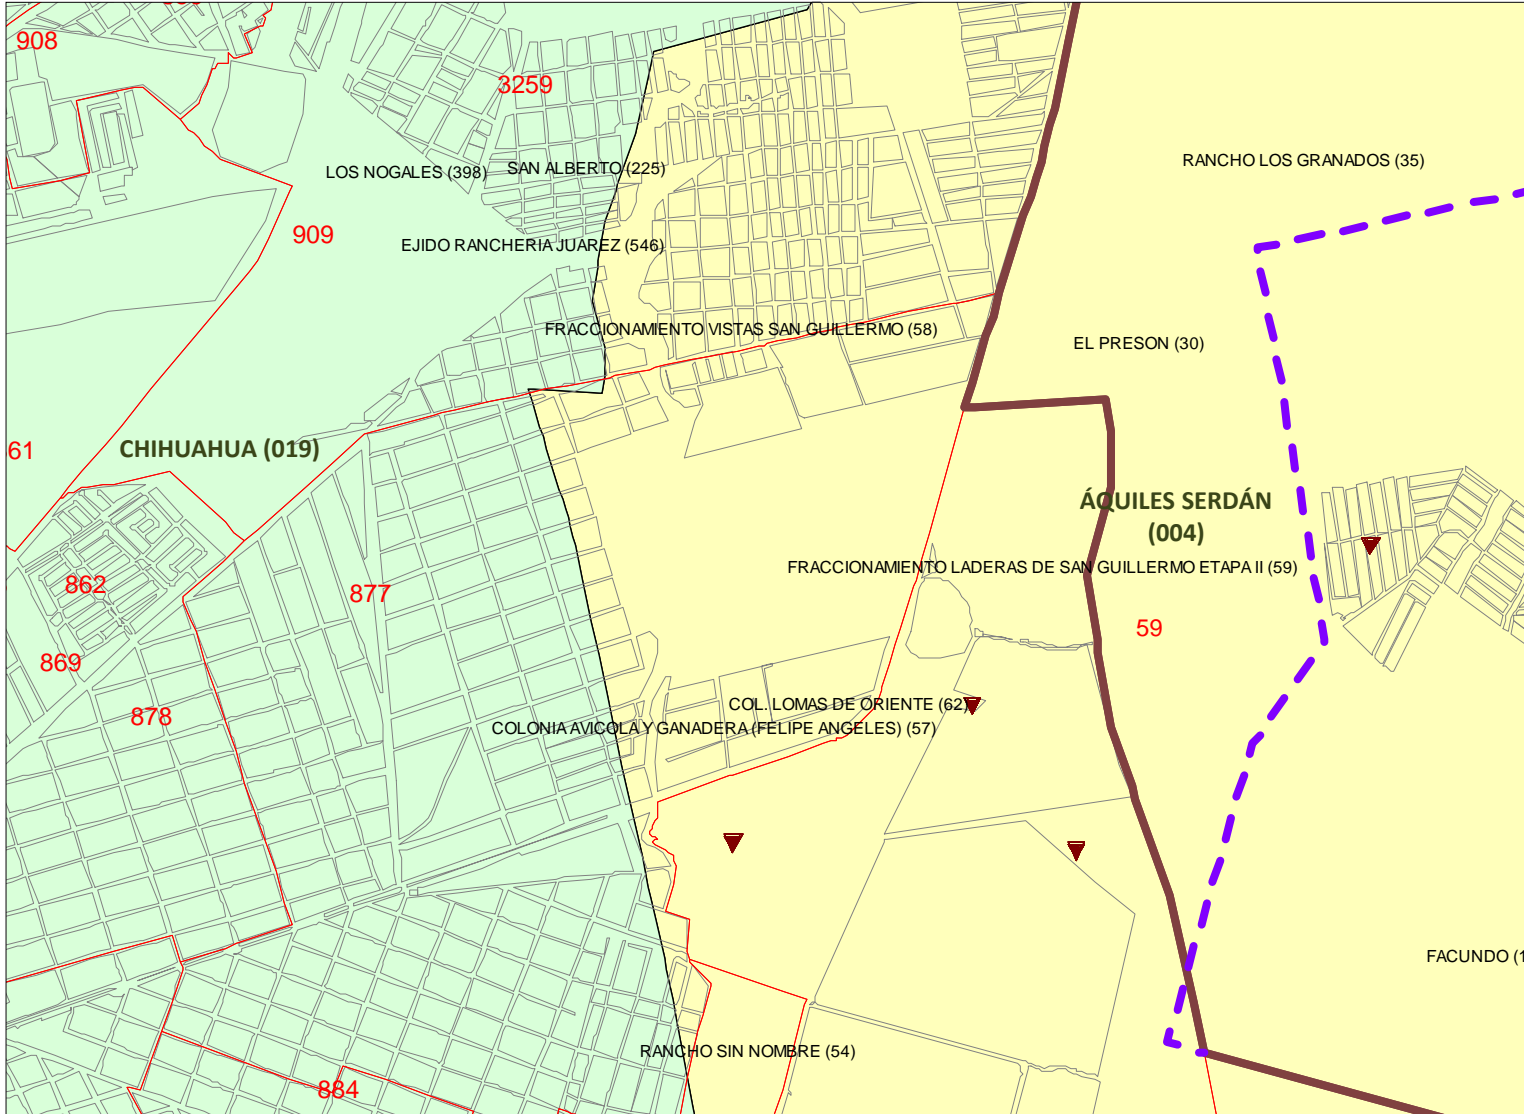 908
3259
RANCHO LOS GRANADOS (35)
LOS NOGALES (398)
SAN ALBERTO (225)
909
EJIDO RANCHERIA JUAREZ (546)
FRACCIONAMIENTO VISTAS SAN GUILLERMO (58)
EL PRESON (30)
61
CHIHUAHUA (019)
ÁQUILES SERDÁN
(004)
FRACCIONAMIENTO LADERAS DE SAN GUILLERMO ETAPA II (59)
862
877
59
869
878
COL. LOMAS DE ORIENTE (62)
COLONIA AVICOLA Y GANADERA (FELIPE ANGELES) (57)
FACUNDO (1
RANCHO SIN NOMBRE (54)
884